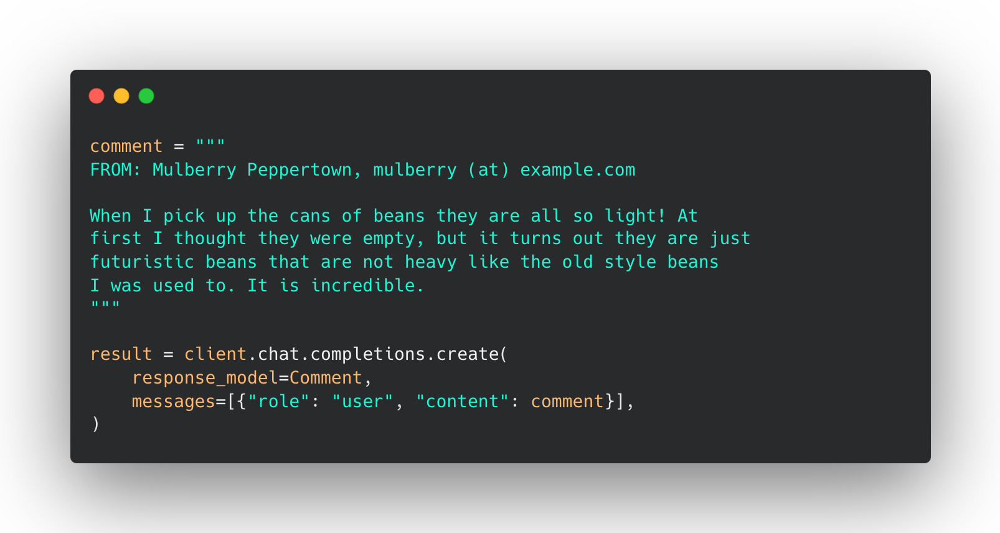 comment = """
FROM: Mulberry Peppertown, mulberry (at) example.com
When I pick up the cans of beans they are all so light! At
first I thought they were empty, but it turns out they are just
futuristic beans that are not heavy like the old style beans
I was used to. It is incredible.
"""
result = client.chat.completions.create(
    response_model=Comment,
    messages=[{"role": "user", "content": comment}],
)